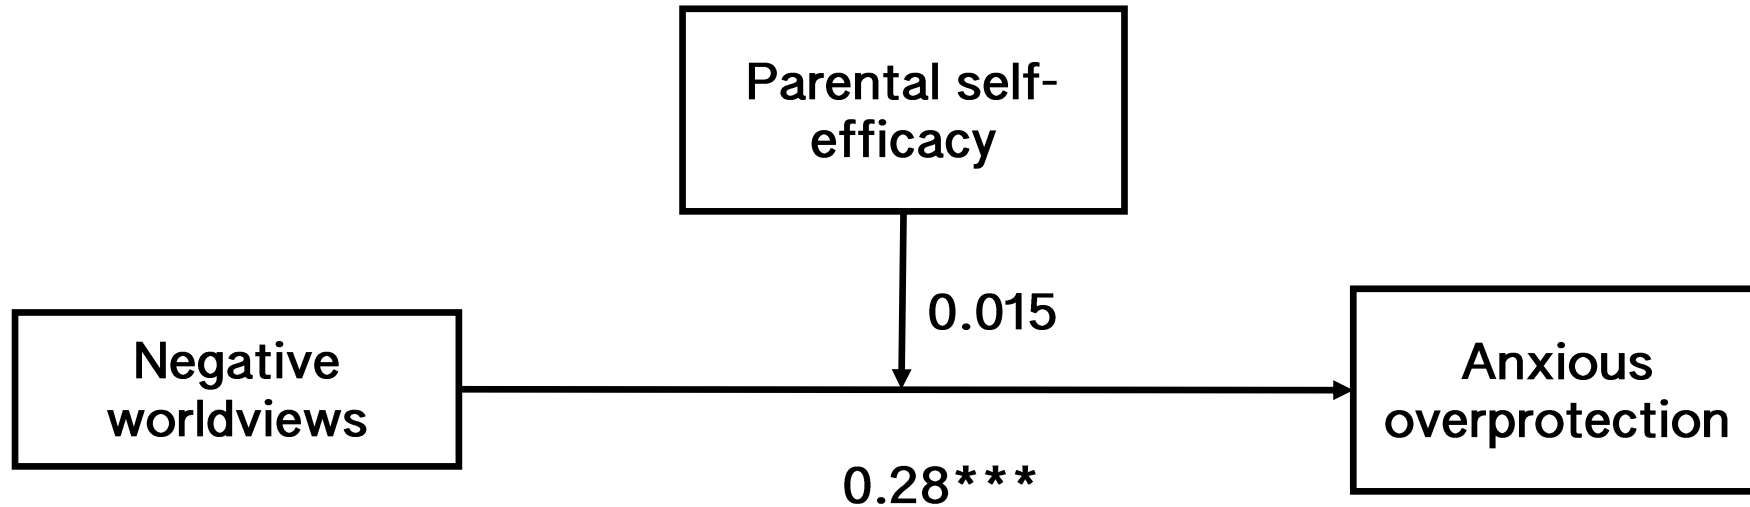 Parental self-
efficacy
0.015
Negative
worldviews
Anxious
overprotection
0.28***